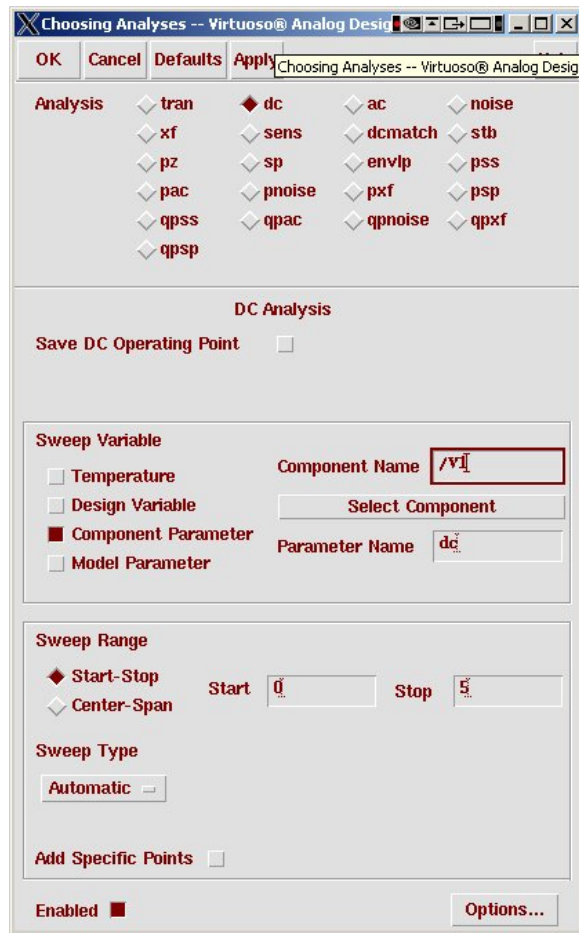 Choosing Analyses -- Virtuoso® Analog Desig
OK Cancel Defaults Apply
Choosing Analyses -- Virtuoso® Analog Desig
Analysis tran dc ac noise
xf sens dcmatch stb
pz sp envlp pss
pac pnoise pxf psp
qpss qpac qpnoise qpxf
qpsp
DC Analysis
Save DC Operating Point
Sweep Variable
Component Name /V1
Temperature
Design Variable Select Component
Component Parameter
Parameter Name dc
Model Parameter
Sweep Range
Start-Stop
Start 0 Stop 5
Center-Span
Sweep Type
Automatic
Add Specific Points
Enabled Options...